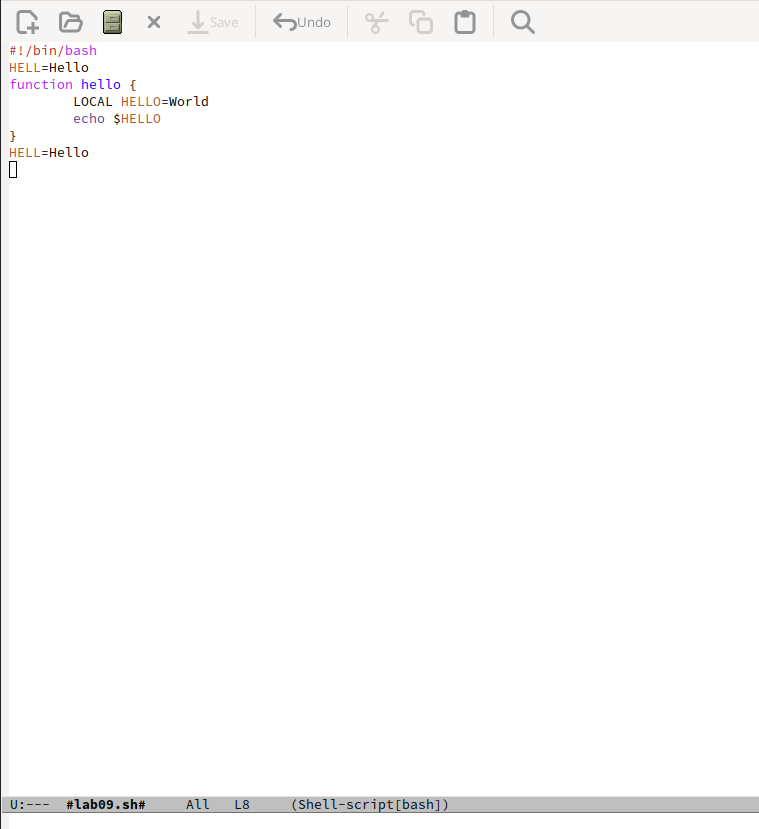 Save Undo
#!/bin/bash
HELL=Hello
function hello {
        LOCAL HELLO=World
        echo $HELLO
}
HELL=Hello
U:---  #lab09.sh#     All   L8     (Shell-script[bash])